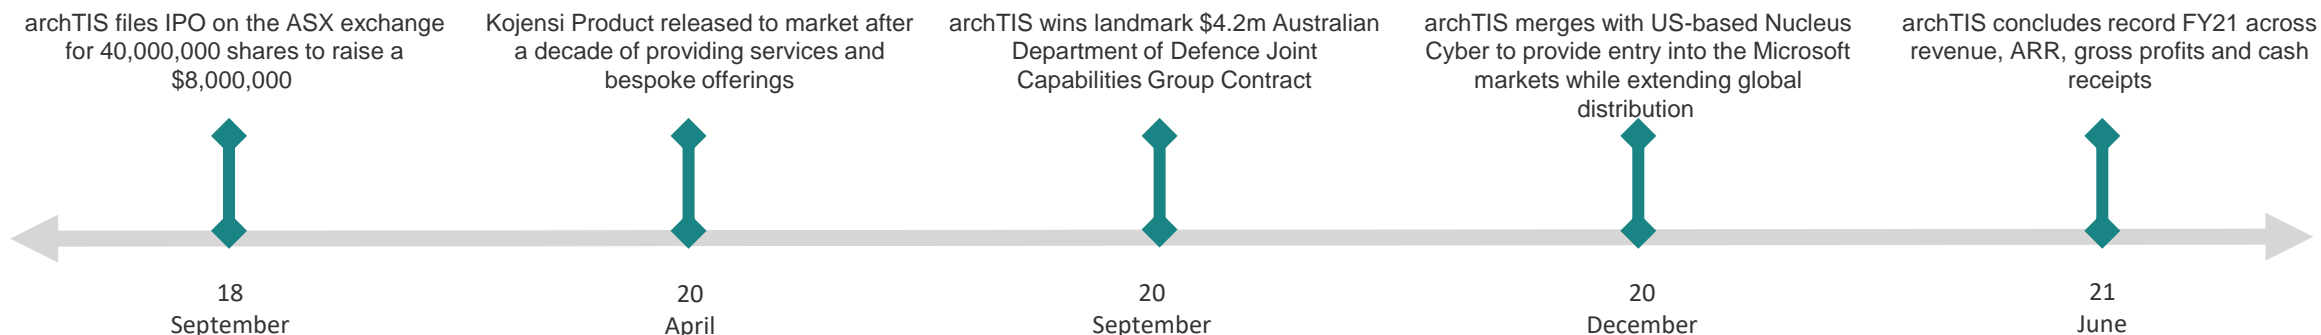 archTIS files IPO on the ASX exchange
for 40,000,000 shares to raise a
$8,000,000
Kojensi Product released to market after
a decade of providing services and
bespoke offerings
archTIS wins landmark $4.2m Australian
Department of Defence Joint
Capabilities Group Contract
archTIS merges with US-based Nucleus
Cyber to provide entry into the Microsoft
markets while extending global
distribution
archTIS concludes record FY21 across
revenue, ARR, gross profits and cash
receipts
18
September
20
April
20
September
20
December
21
June